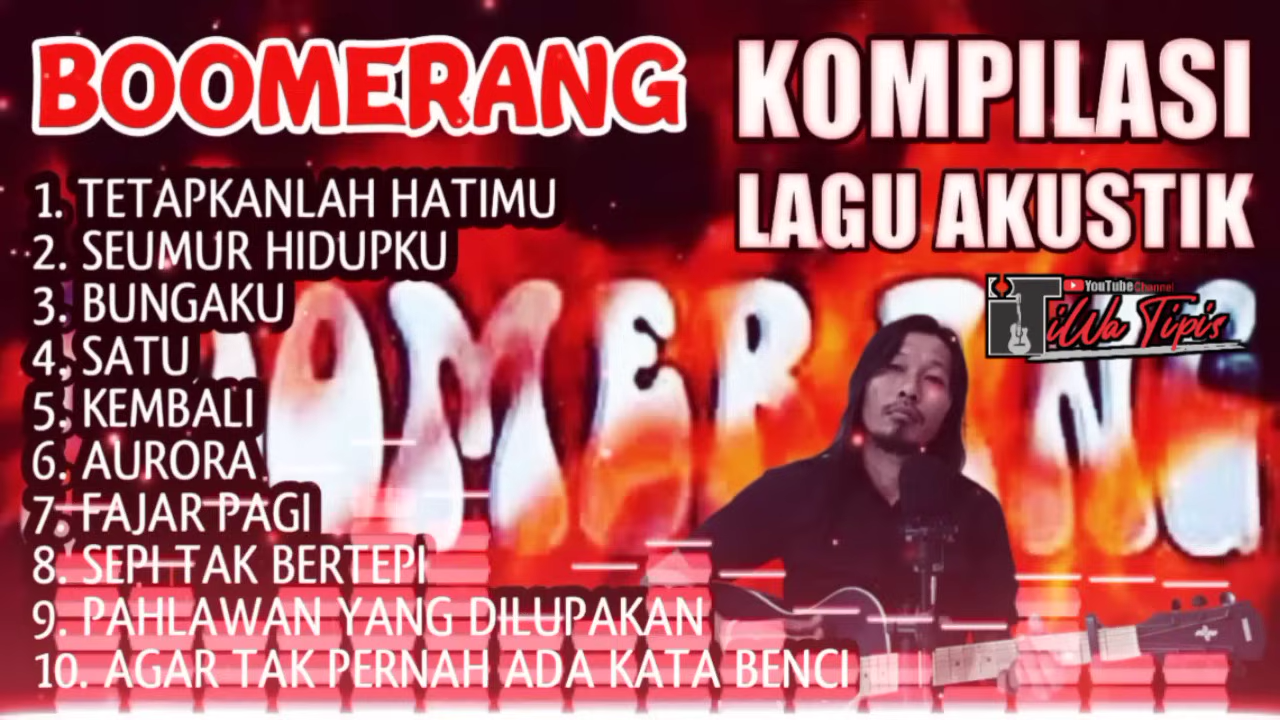 BOOMERANG
1. TETAPKANLAH HATIMU
2. SEUMUR HIDUPKU
3. BUNGAKU
4. SATU
5. KEMBALI
6. AURORA
7. FAJAR PAGI
8. SEPI TAK BERTEPI
9. PAHLAWAN YANG DILUPAKAN
10. AGAR TAK PERNAH ADA KATA BENCI
KOMPILASI
LAGU AKUSTIK
YouTube Channel
TiWa Tipis
OMERANG